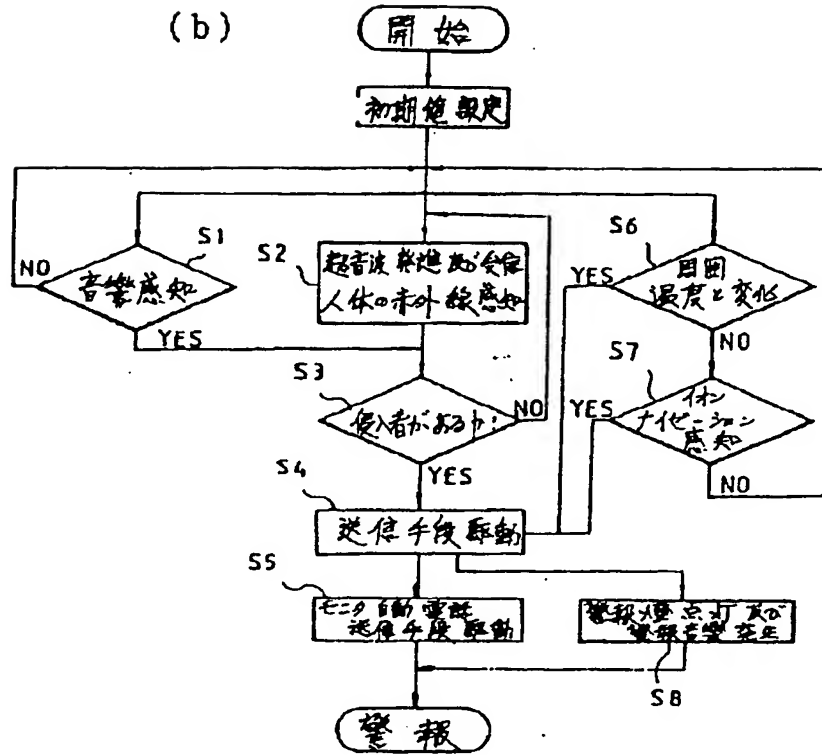 (b)
開始
初期値設定
S1
音響感知
NO
YES
S2
超音波発進及び受信
人体の赤外線感知
S3
侵入者があるか?
NO
YES
S6
周囲
温度と変化
YES
NO
S7
イオン
ナイゼーション
感知
YES
NO
S4
送信手段駆動
S5
モニタ自動電話
送信手段駆動
警報燈点灯及び
警報音響発生
S8
警報